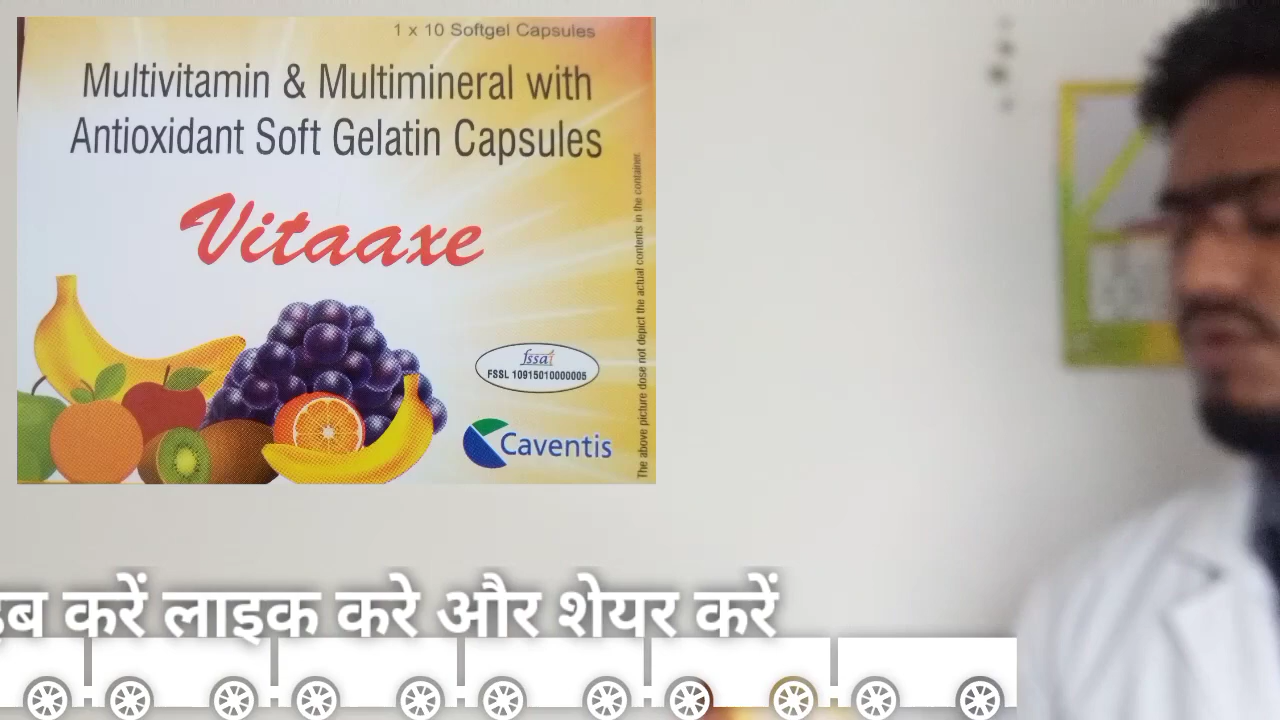 1 x 10 Softgel Capsules
Multivitamin & Multimineral with
Antioxidant Soft Gelatin Capsules
Vitaaxe
fssai
FSSL 10915010000005
Caventis
The above picture dose not depict the actual contents in the container.
करें लाइक करे और शेयर करें